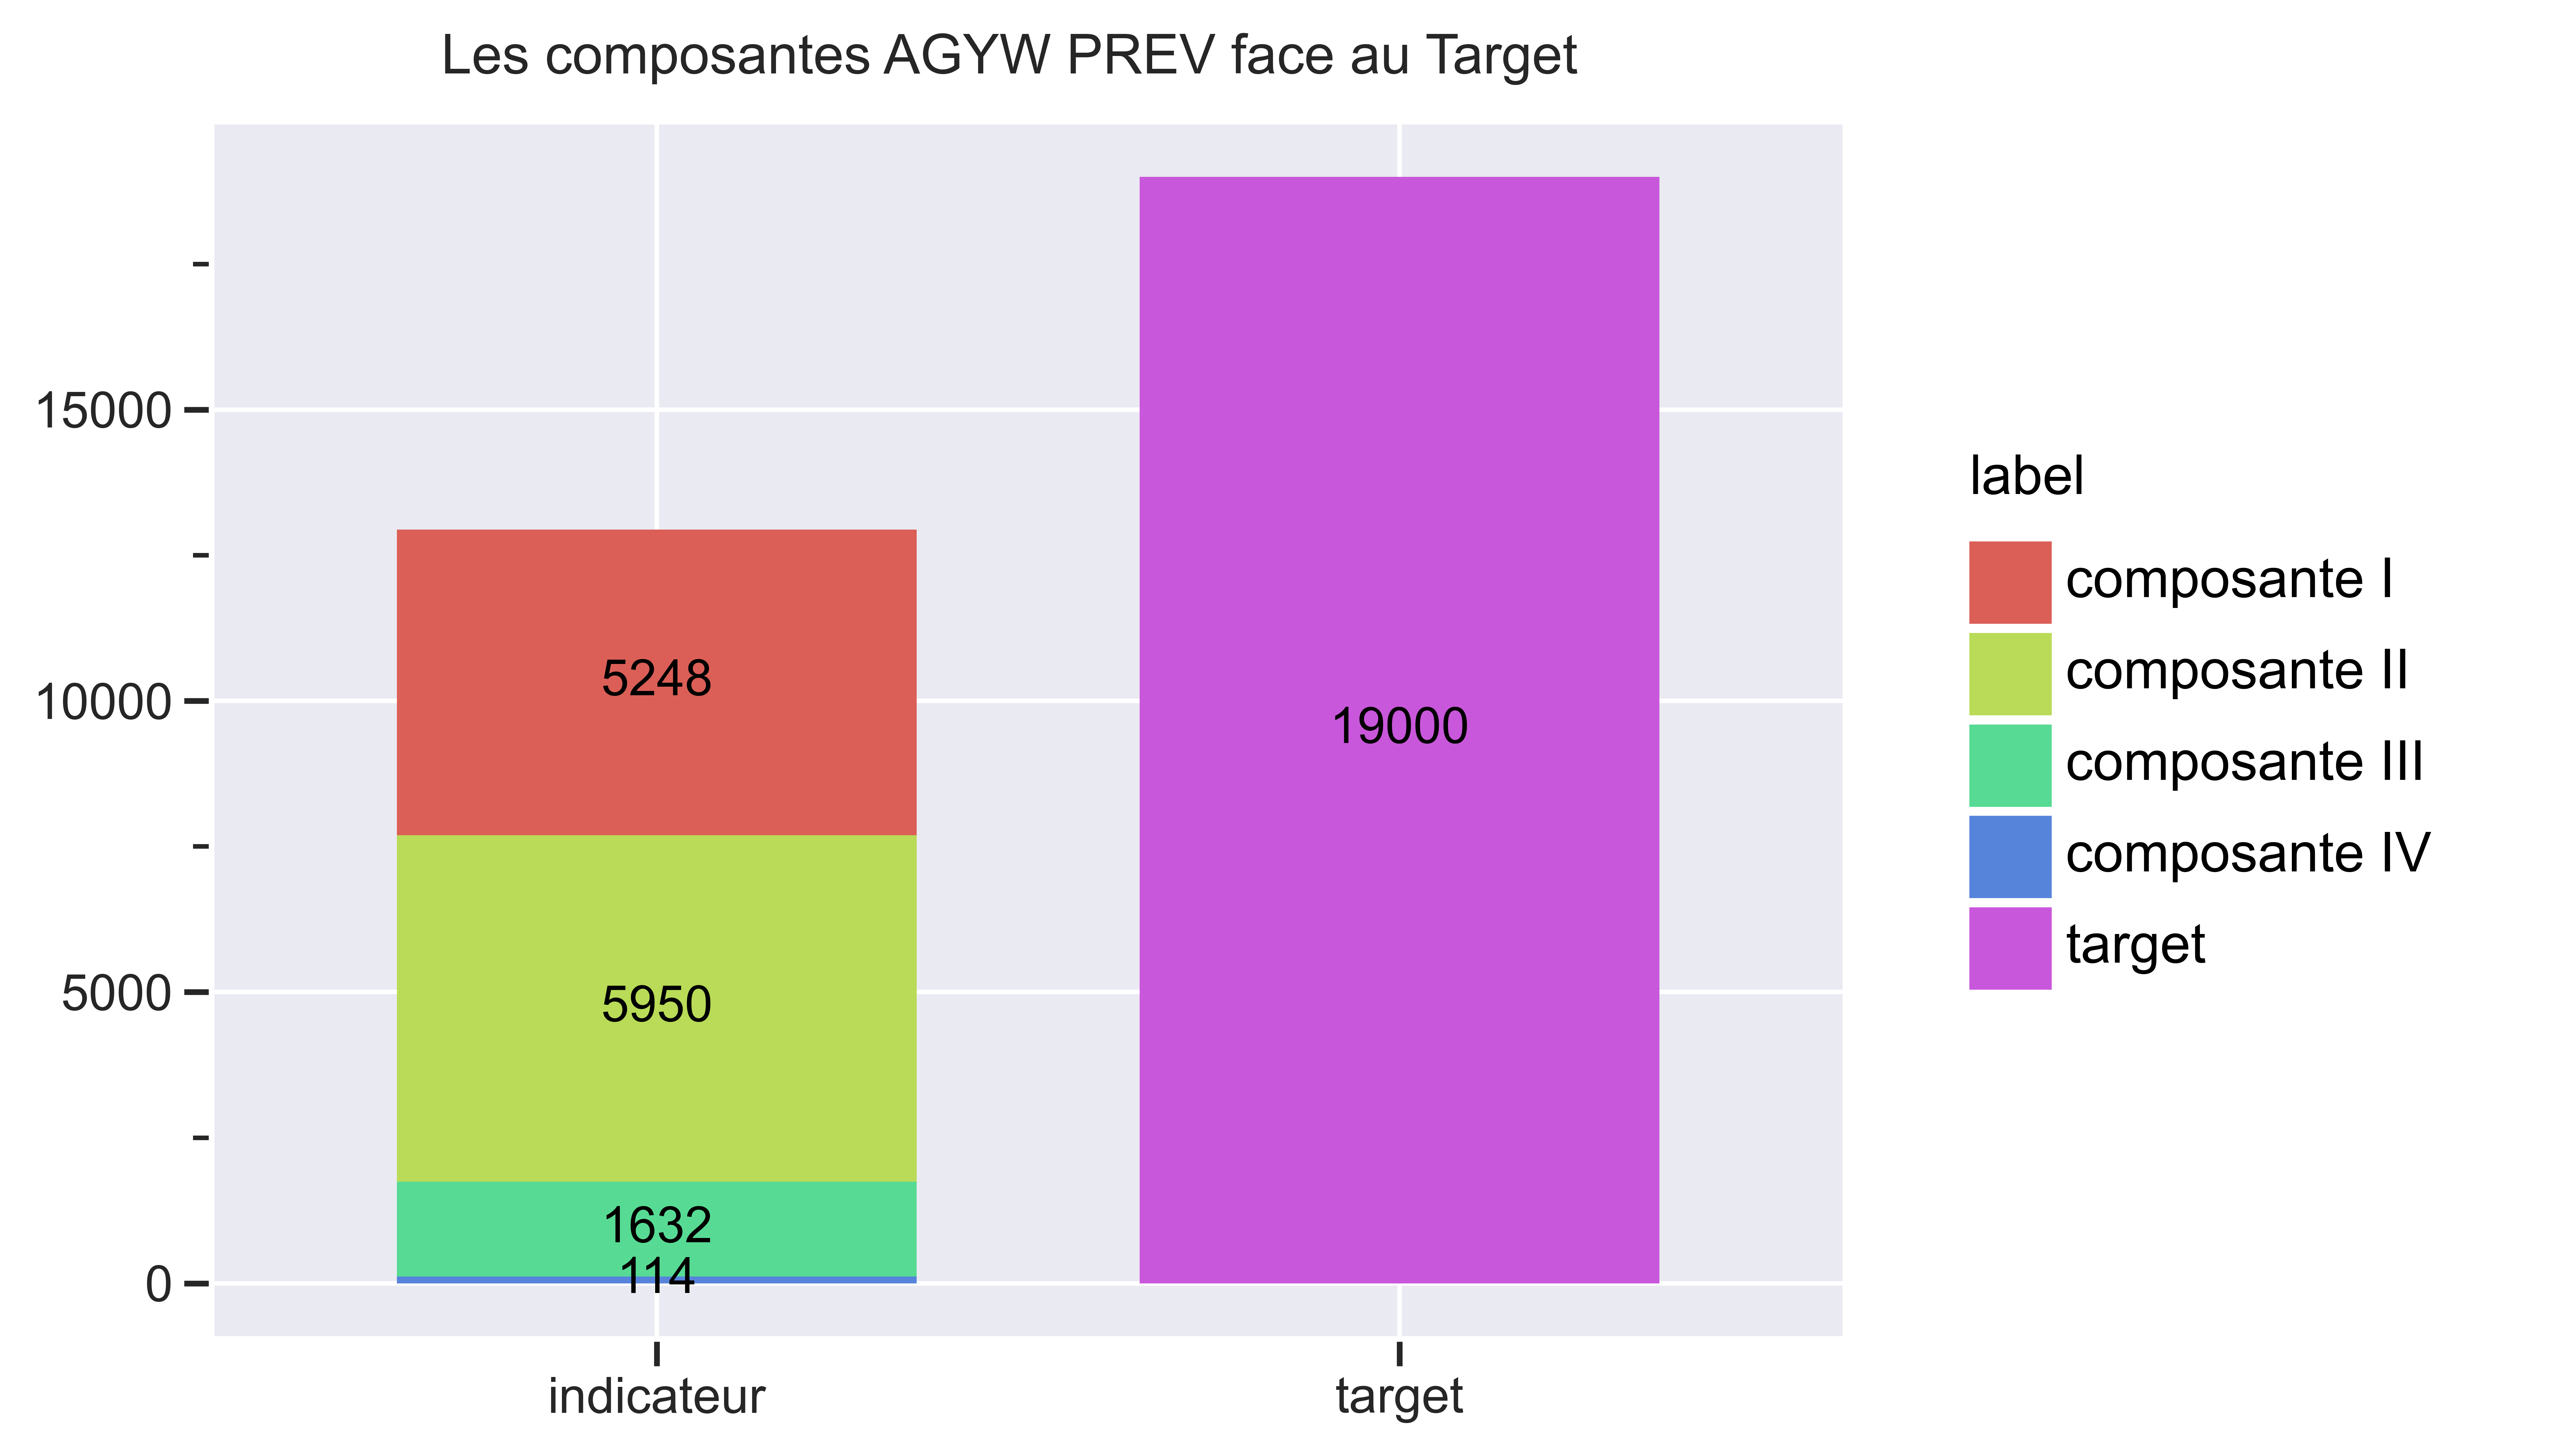 Les composantes AGYW PREV face au Target
15000
10000
5000
0
5248
5950
1632
114
19000
indicateur
target
label
composante I
composante II
composante III
composante IV
target